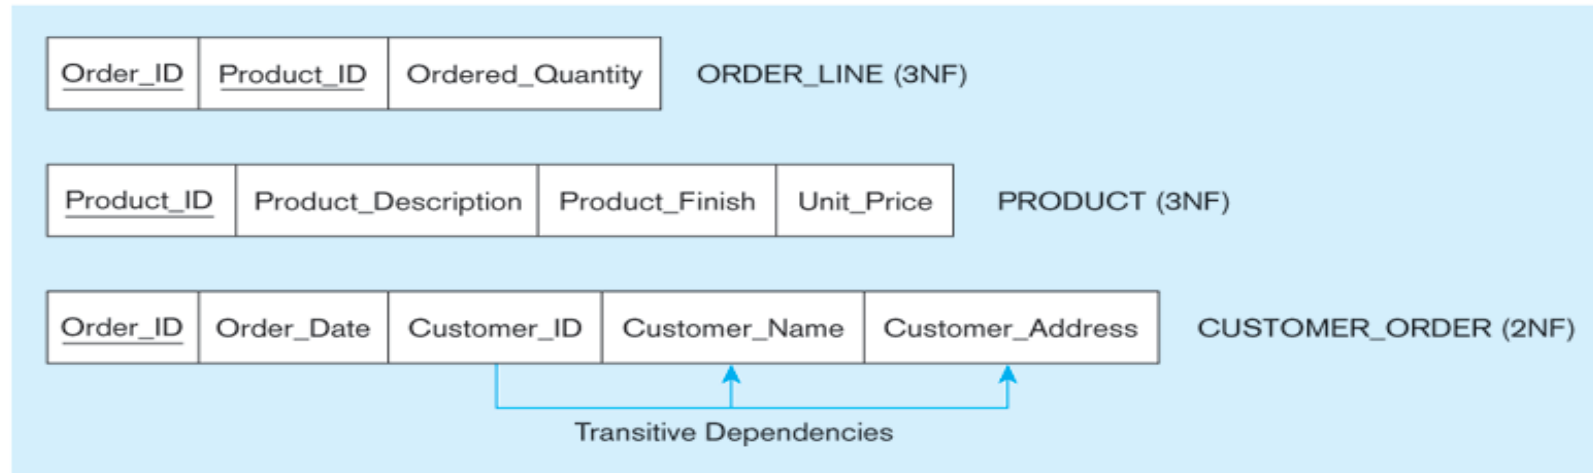 Order_ID Product_ID Ordered_Quantity ORDER_LINE (3NF)
Product_ID Product_Description Product_Finish Unit_Price PRODUCT (3NF)
Order_ID Order_Date Customer_ID Customer_Name Customer_Address CUSTOMER_ORDER (2NF)
Transitive Dependencies